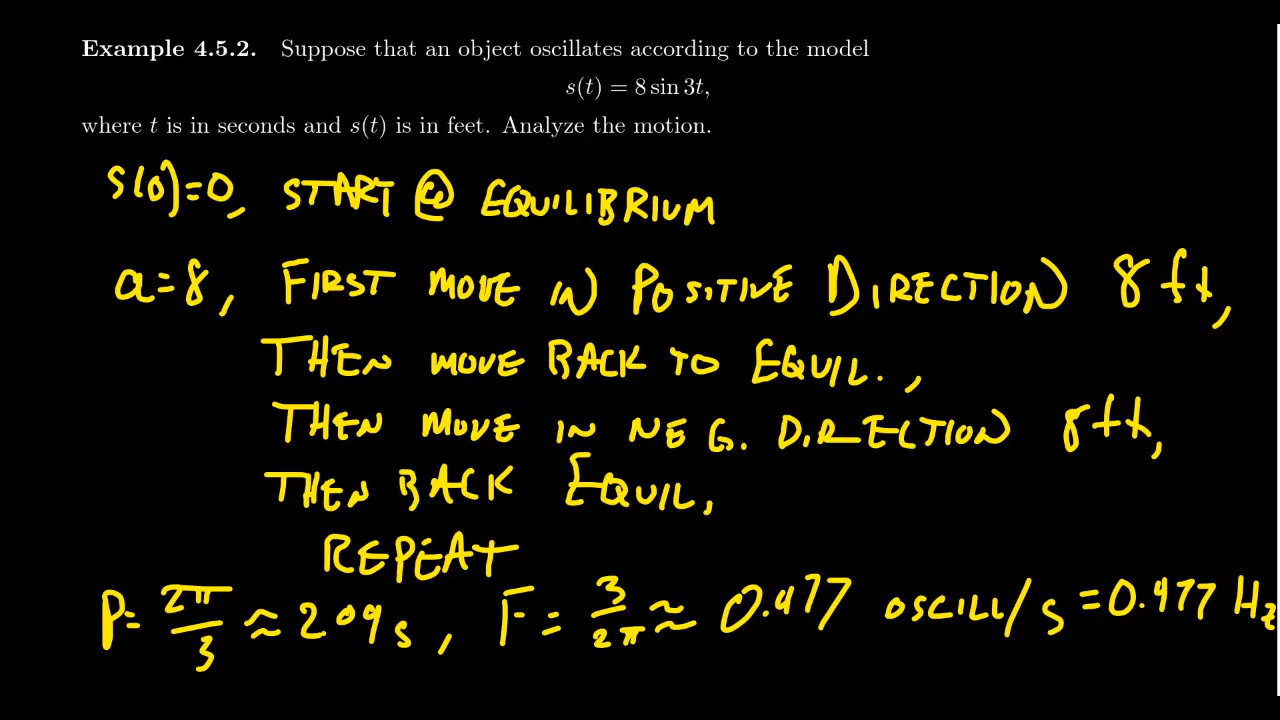 Example 4.5.2. Suppose that an object oscillates according to the model
s(t) = 8 sin 3t,
where t is in seconds and s(t) is in feet. Analyze the motion.
S(0)=0, START @ EQUILIBRIUM
a=8, FIRST MOVE IN POSITIVE DIRECTION 8 ft,
THEN MOVE BACK TO EQUIL.,
THEN MOVE IN NEG. DIRECTION 8ft,
THEN BACK EQUIL,
REPEAT
P= 2π/3 ≈ 2.09 s, F = 3/2π ≈ 0.477 OSCILL/s = 0.477 Hz